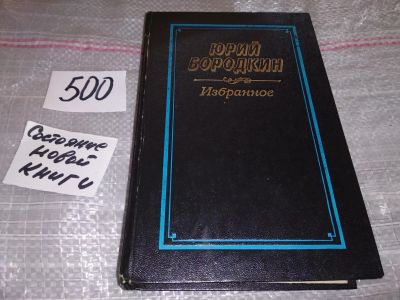 500
Состояние
новой
книги
ЮРИЙ
БОРОДКИН
Избранное